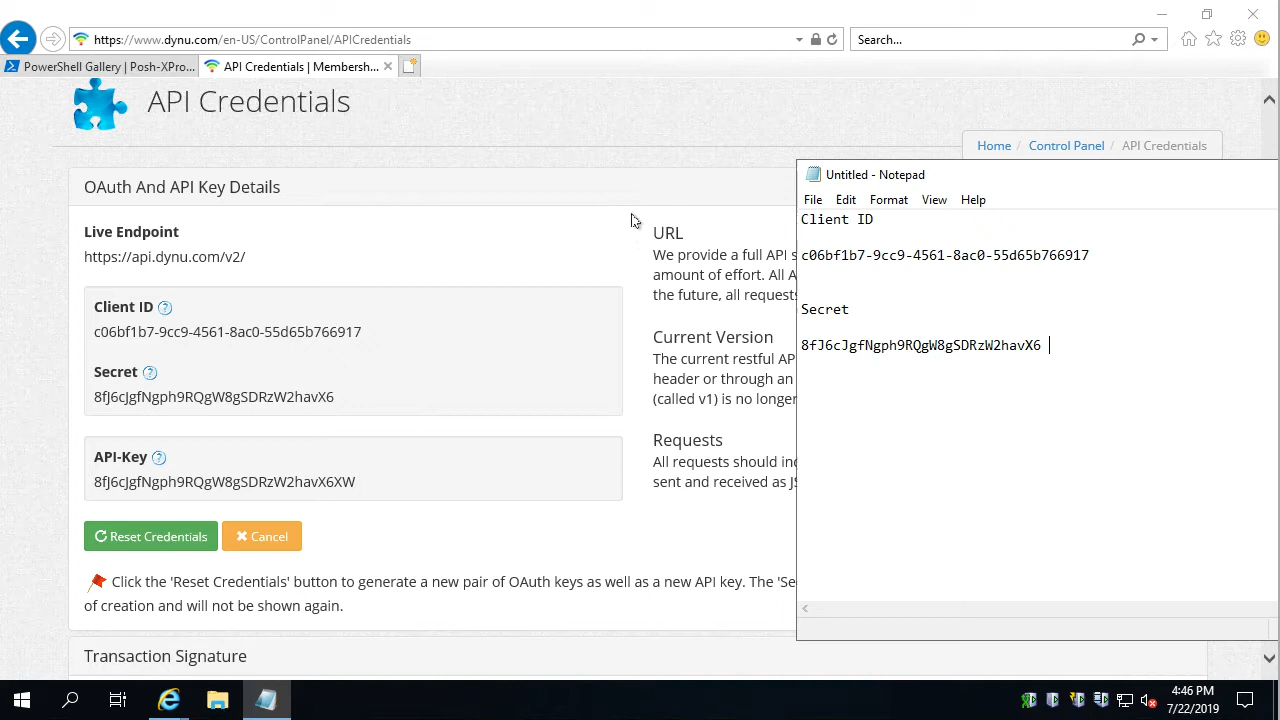 https://www.dynu.com/en-US/ControlPanel/APICredentials
Search...
PowerShell Gallery | Posh-XPro...
API Credentials | Membersh...
API Credentials
Home / Control Panel / API Credentials
OAuth And API Key Details
Live Endpoint
https://api.dynu.com/v2/
Client ID
c06bf1b7-9cc9-4561-8ac0-55d65b766917
Secret
8fJ6cJgfNgph9RQgW8gSDRzW2havX6
API-Key
8fJ6cJgfNgph9RQgW8gSDRzW2havX6XW
Reset Credentials
Cancel
Click the 'Reset Credentials' button to generate a new pair of OAuth keys as well as a new API key. The 'Se
of creation and will not be shown again.
Transaction Signature
URL
We provide a full API s
amount of effort. All A
the future, all requests
Current Version
The current restful AP
header or through an
(called v1) is no longer
Requests
All requests should inc
sent and received as JS
Untitled - Notepad
File Edit Format View Help
Client ID
c06bf1b7-9cc9-4561-8ac0-55d65b766917
Secret
8fJ6cJgfNgph9RQgW8gSDRzW2havX6
4:46 PM
7/22/2019